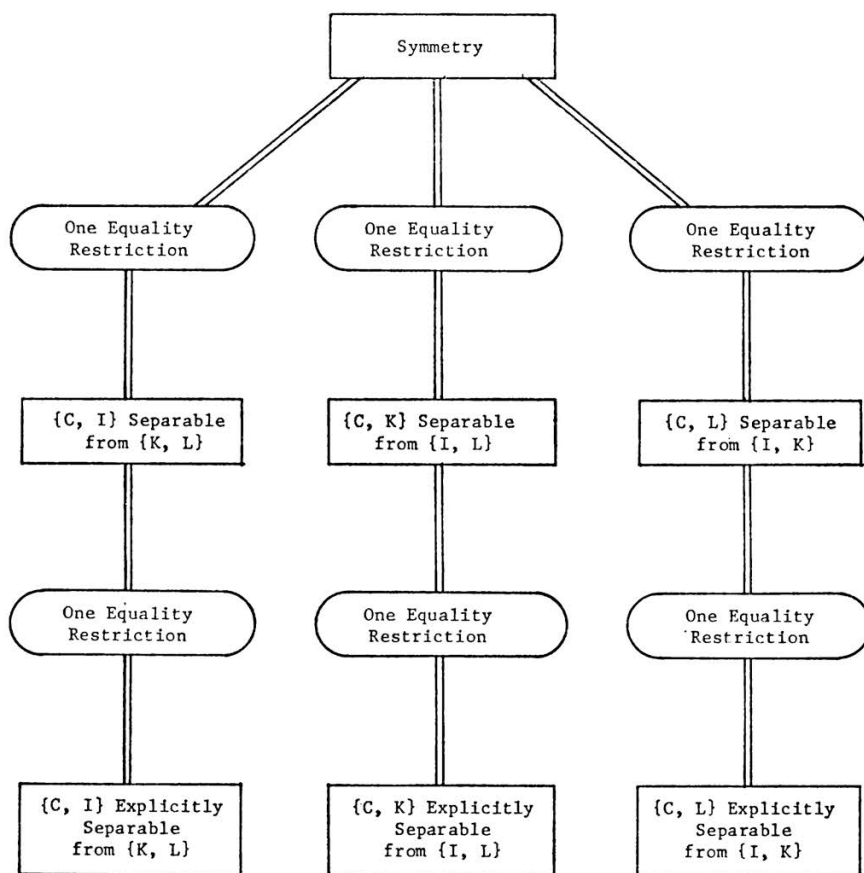 Symmetry
One Equality
Restriction
One Equality
Restriction
One Equality
Restriction
{C, I} Separable
from {K, L}
{C, K} Separable
from {I, L}
{C, L} Separable
from {I, K}
One Equality
Restriction
One Equality
Restriction
One Equality
Restriction
{C, I} Explicitly
Separable
from {K, L}
{C, K} Explicitly
Separable
from {I, L}
{C, L} Explicitly
Separable
from {I, K}